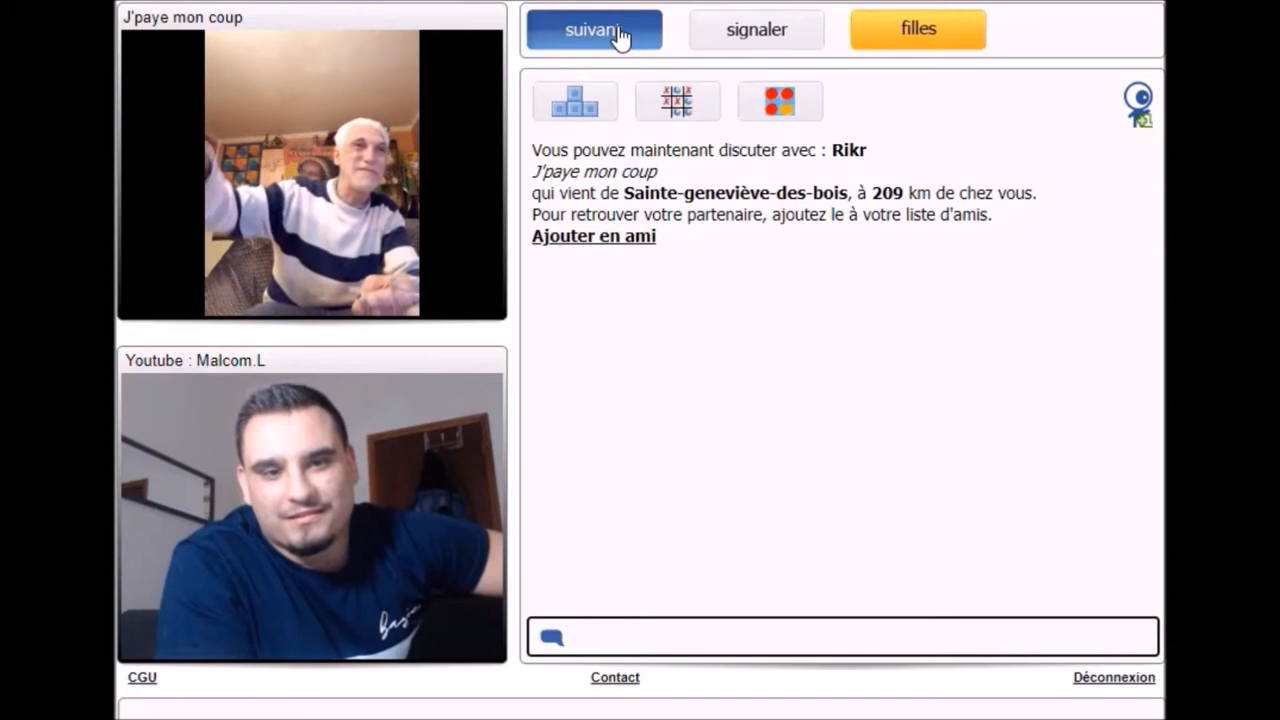 J'paye mon coup
suivant
signaler
filles
Vous pouvez maintenant discuter avec : Rikr
J'paye mon coup
qui vient de Sainte-geneviève-des-bois, à 209 km de chez vous.
Pour retrouver votre partenaire, ajoutez le à votre liste d'amis.
Ajouter en ami
Youtube : Malcom.L
CGU
Contact
Déconnexion